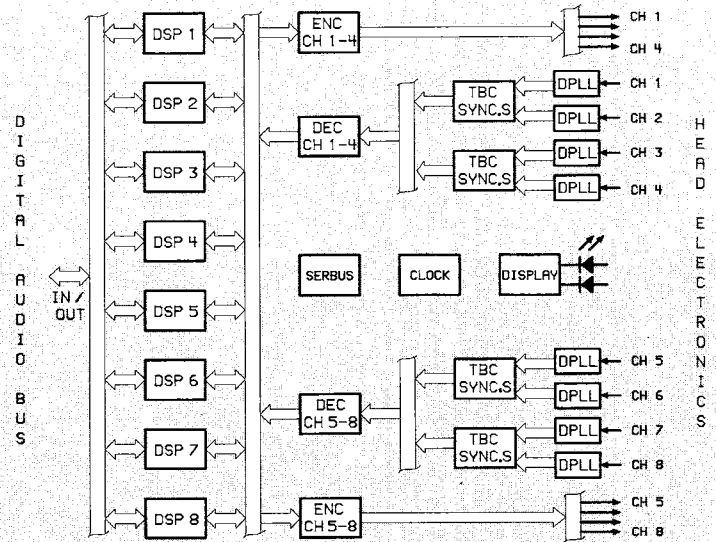 DIGITAL AUDIO BUS
IN/
OUT
DSP 1
DSP 2
DSP 3
DSP 4
DSP 5
DSP 6
DSP 7
DSP 8
ENC
CH 1-4
CH 1
CH 4
DEC
CH 1-4
TBC
SYNC.S
TBC
SYNC.S
DPLL
CH 1
DPLL
CH 2
DPLL
CH 3
DPLL
CH 4
SERBUS
CLOCK
DISPLAY
DEC
CH 5-8
TBC
SYNC.S
TBC
SYNC.S
DPLL
CH 5
DPLL
CH 6
DPLL
CH 7
DPLL
CH 8
ENC
CH 5-8
CH 5
CH 8
HEAD ELECTRONICS